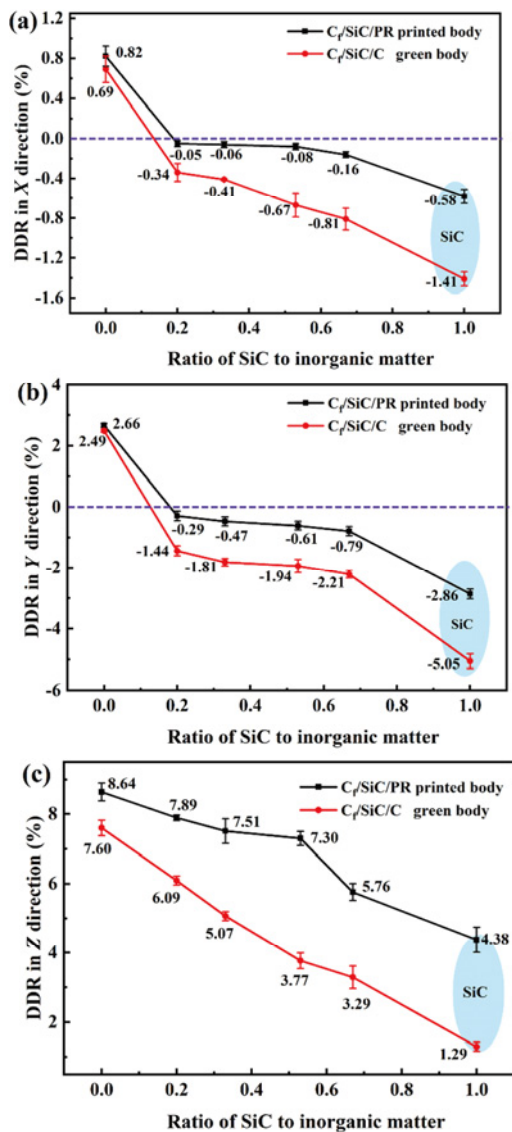 (a)
C_f/SiC/PR printed body
C_f/SiC/C green body
DDR in X direction (%)
1.2
0.8
0.4
0.0
-0.4
-0.8
-1.2
-1.6
0.82
0.69
-0.05
-0.06
-0.08
-0.16
-0.58
-0.34
-0.41
-0.67
-0.81
-1.41
SiC
0.0 0.2 0.4 0.6 0.8 1.0
Ratio of SiC to inorganic matter
(b)
C_f/SiC/PR printed body
C_f/SiC/C green body
DDR in Y direction (%)
4
2
0
-2
-4
-6
2.66
2.49
-0.29
-0.47
-0.61
-0.79
-2.86
-1.44
-1.81
-1.94
-2.21
-5.05
SiC
0.0 0.2 0.4 0.6 0.8 1.0
Ratio of SiC to inorganic matter
(c)
C_f/SiC/PR printed body
C_f/SiC/C green body
DDR in Z direction (%)
8
6
4
2
8.64
7.89
7.51
7.30
5.76
4.38
7.60
6.09
5.07
3.77
3.29
1.29
SiC
0.0 0.2 0.4 0.6 0.8 1.0
Ratio of SiC to inorganic matter